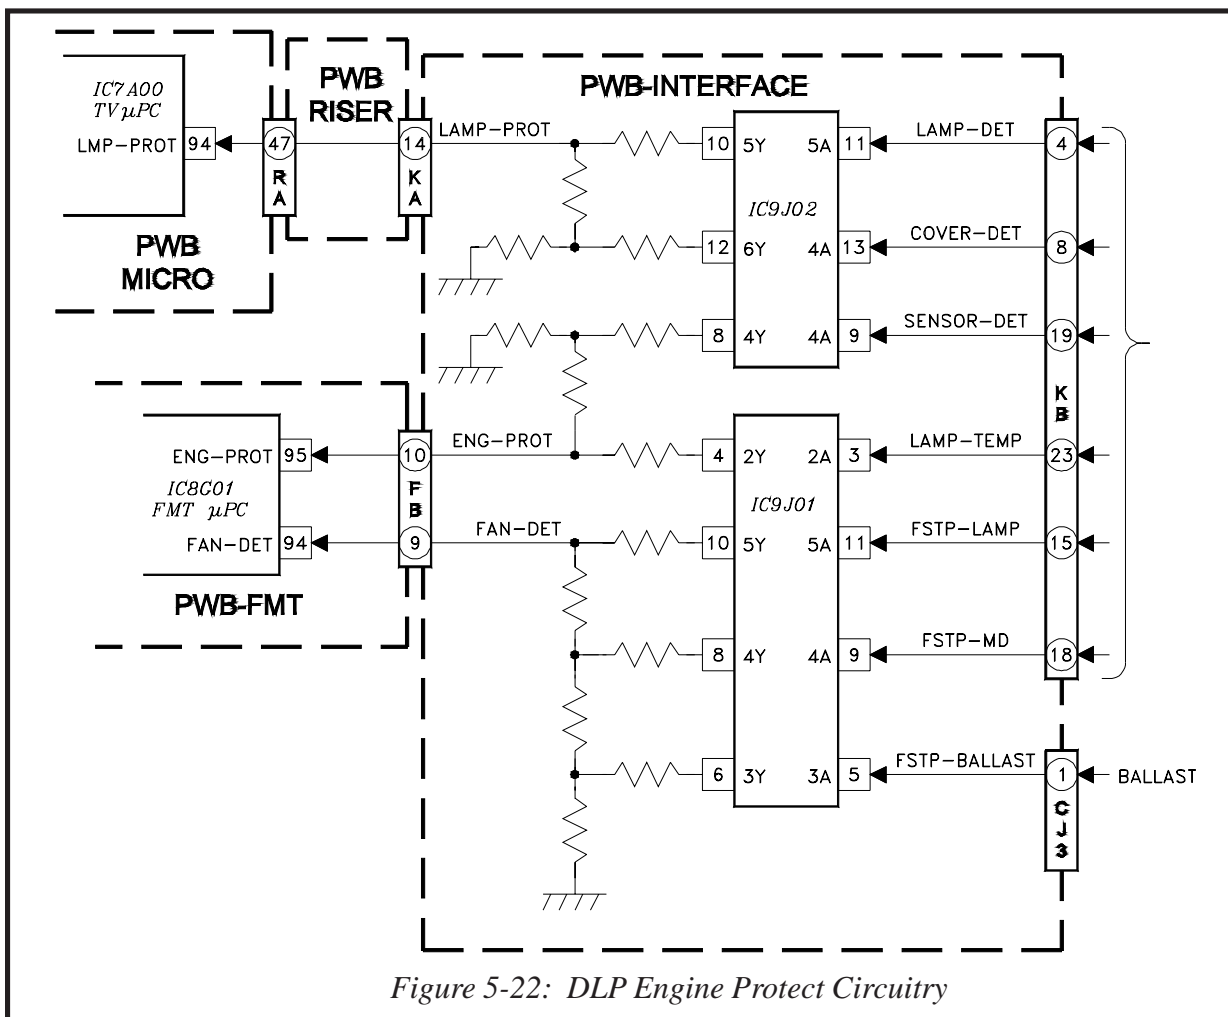 PWB
RISER
PWB-INTERFACE
IC7A00
TVµPC
LMP-PROT 94
47
R
A
14
K
A
LAMP-PROT
10 5Y 5A 11
LAMP-DET
4
PWB
MICRO
IC9J02
12 6Y 4A 13
COVER-DET
8
8 4Y 4A 9
SENSOR-DET
19
K
B
ENG-PROT 95
10
F
B
ENG-PROT
4 2Y 2A 3
LAMP-TEMP
23
IC8G01
FMT µPC
IC9J01
FAN-DET 94
9
FAN-DET
10 5Y 5A 11
FSTP-LAMP
15
PWB-FMT
8 4Y 4A 9
FSTP-MD
18
6 3Y 3A 5
FSTP-BALLAST
1
BALLAST
C
J
3
Figure 5-22: DLP Engine Protect Circuitry